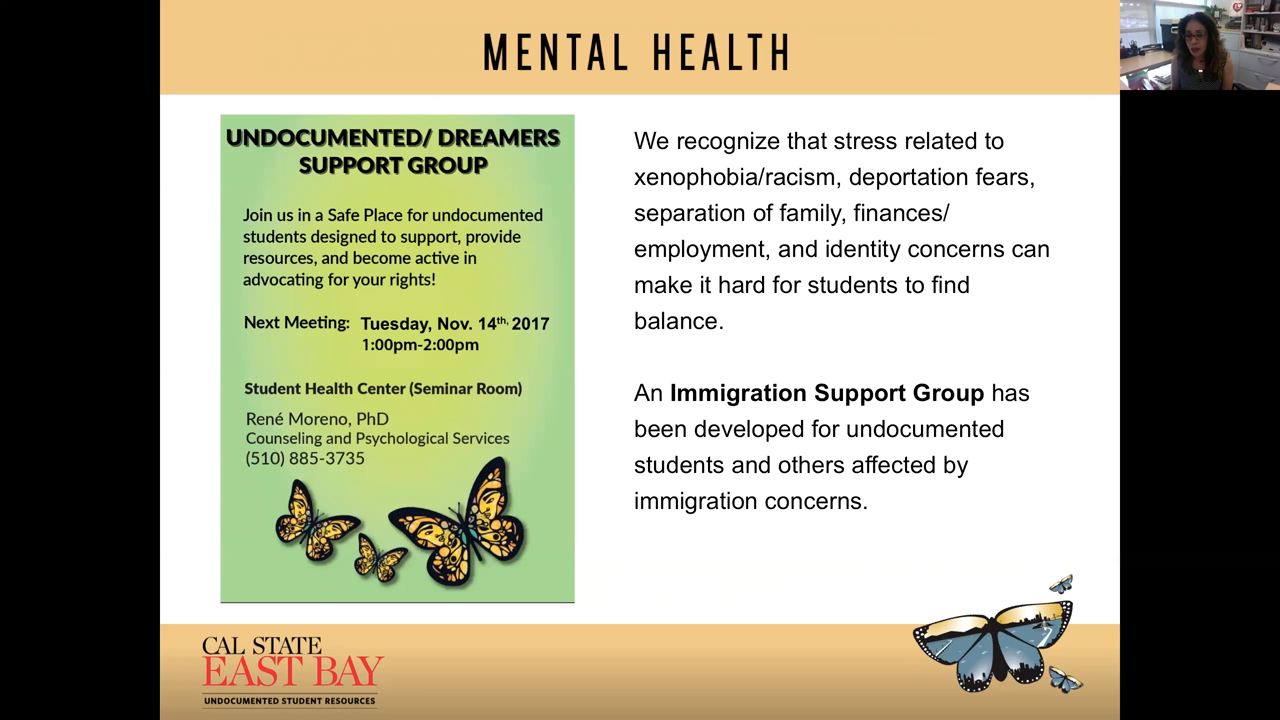 MENTAL HEALTH
UNDOCUMENTED/ DREAMERS
SUPPORT GROUP
Join us in a Safe Place for undocumented
students designed to support, provide
resources, and become active in
advocating for your rights!
Next Meeting: Tuesday, Nov. 14th, 2017
1:00pm-2:00pm
Student Health Center (Seminar Room)
René Moreno, PhD
Counseling and Psychological Services
(510) 885-3735
We recognize that stress related to
xenophobia/racism, deportation fears,
separation of family, finances/
employment, and identity concerns can
make it hard for students to find
balance.
An Immigration Support Group has
been developed for undocumented
students and others affected by
immigration concerns.
CAL STATE
EAST BAY
UNDOCUMENTED STUDENT RESOURCES